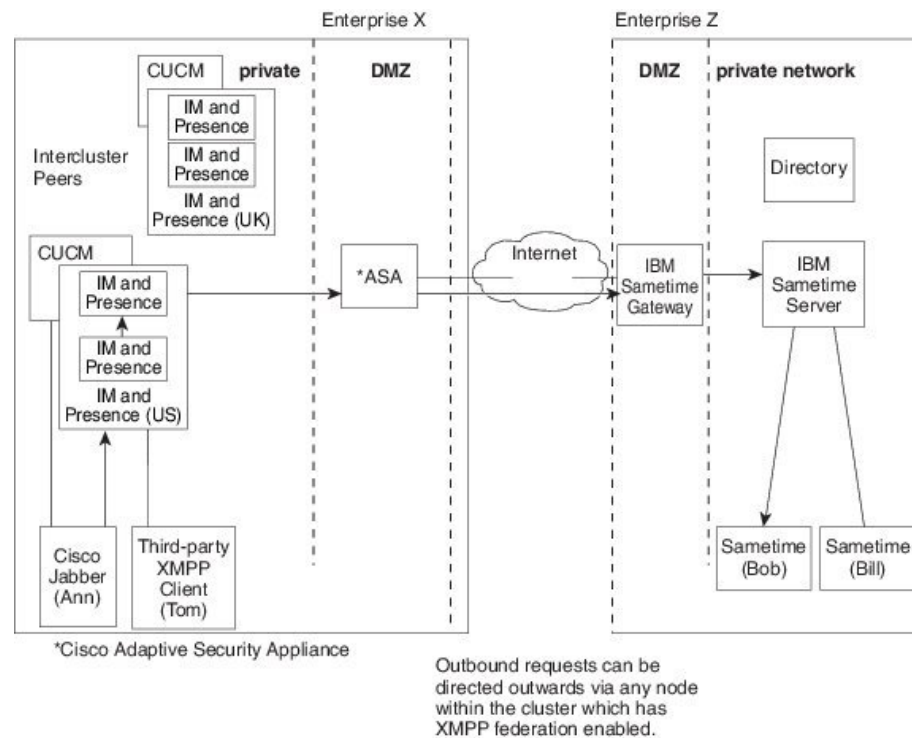 Enterprise X
Enterprise Z
CUCM
private
DMZ
DMZ
private network
IM and
Presence
IM and
Presence
IM and
Presence (UK)
Intercluster
Peers
Directory
CUCM
IM and
Presence
IM and
Presence
IM and
Presence (US)
*ASA
Internet
IBM
Sametime
Gateway
IBM
Sametime
Server
Cisco
Jabber
(Ann)
Third-party
XMPP
Client
(Tom)
Sametime
(Bob)
Sametime
(Bill)
*Cisco Adaptive Security Appliance
Outbound requests can be
directed outwards via any node
within the cluster which has
XMPP federation enabled.